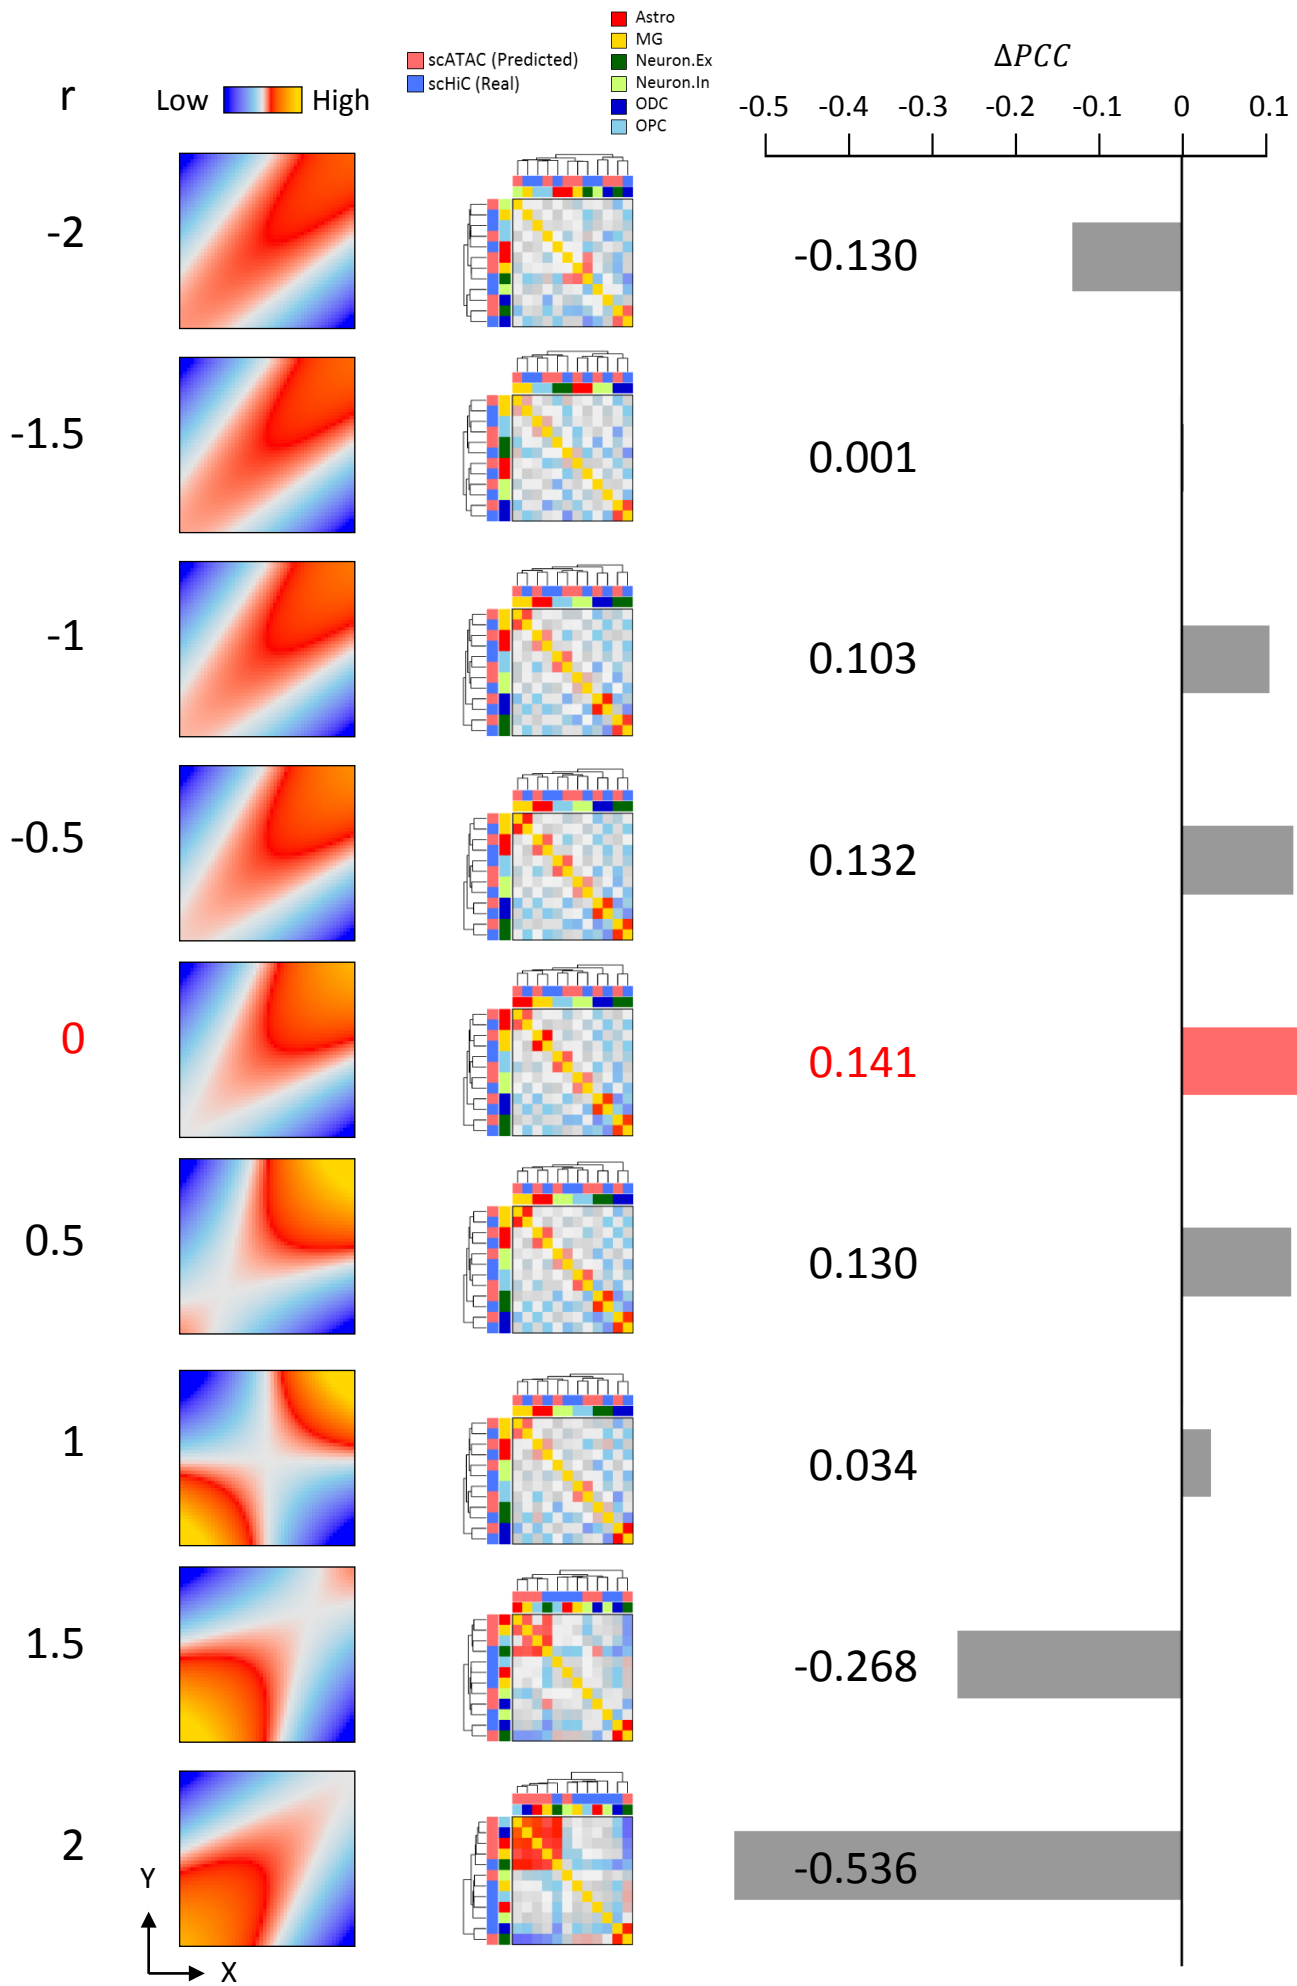 r
Low High
scATAC (Predicted)
scHiC (Real)
Astro
MG
Neuron.Ex
Neuron.In
ODC
OPC
ΔPCC
-0.5 -0.4 -0.3 -0.2 -0.1 0 0.1
-2 -0.130
-1.5 0.001
-1 0.103
-0.5 0.132
0 0.141
0.5 0.130
1 0.034
1.5 -0.268
2 -0.536
Y
X